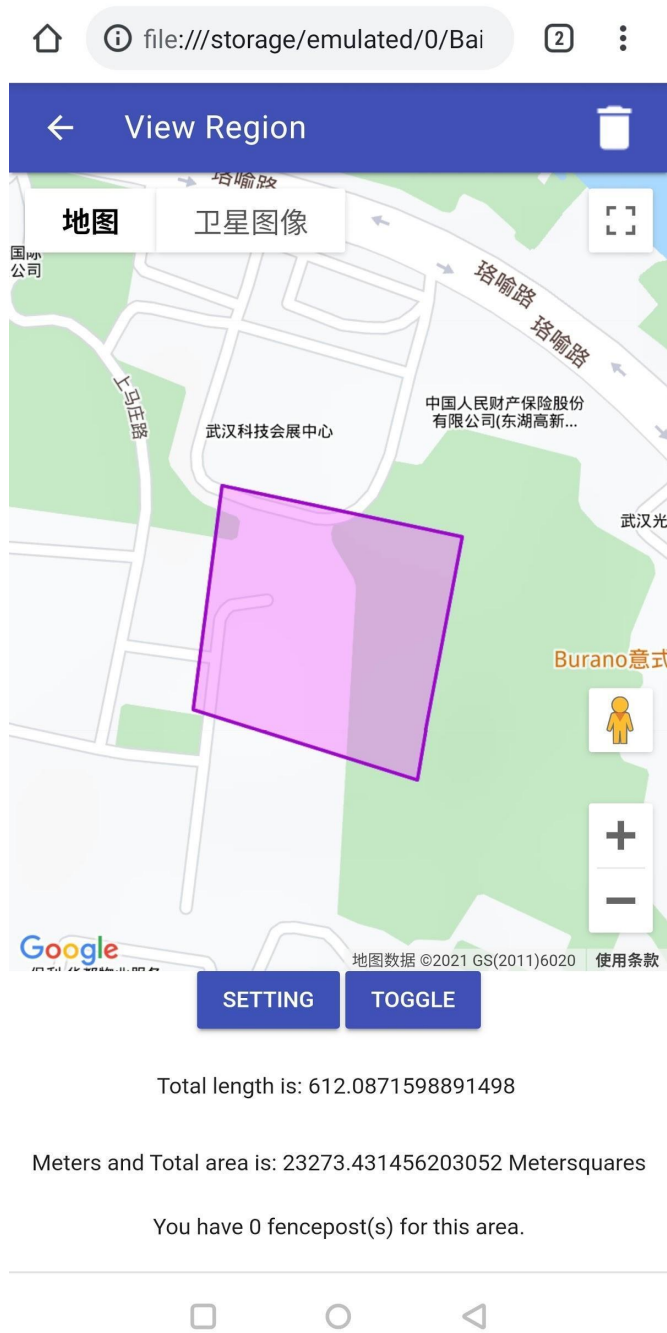 file:///storage/emulated/0/Bai
2
View Region
珞喻路
地图
卫星图像
国际
公司
珞喻路
珞喻路
上马庄路
中国人民财产保险股份
有限公司(东湖高新...
武汉科技会展中心
武汉光
Burano意式
Google
地图数据 ©2021 GS(2011)6020
使用条款
SETTING
TOGGLE
Total length is: 612.0871598891498
Meters and Total area is: 23273.431456203052 Metersquares
You have 0 fencepost(s) for this area.